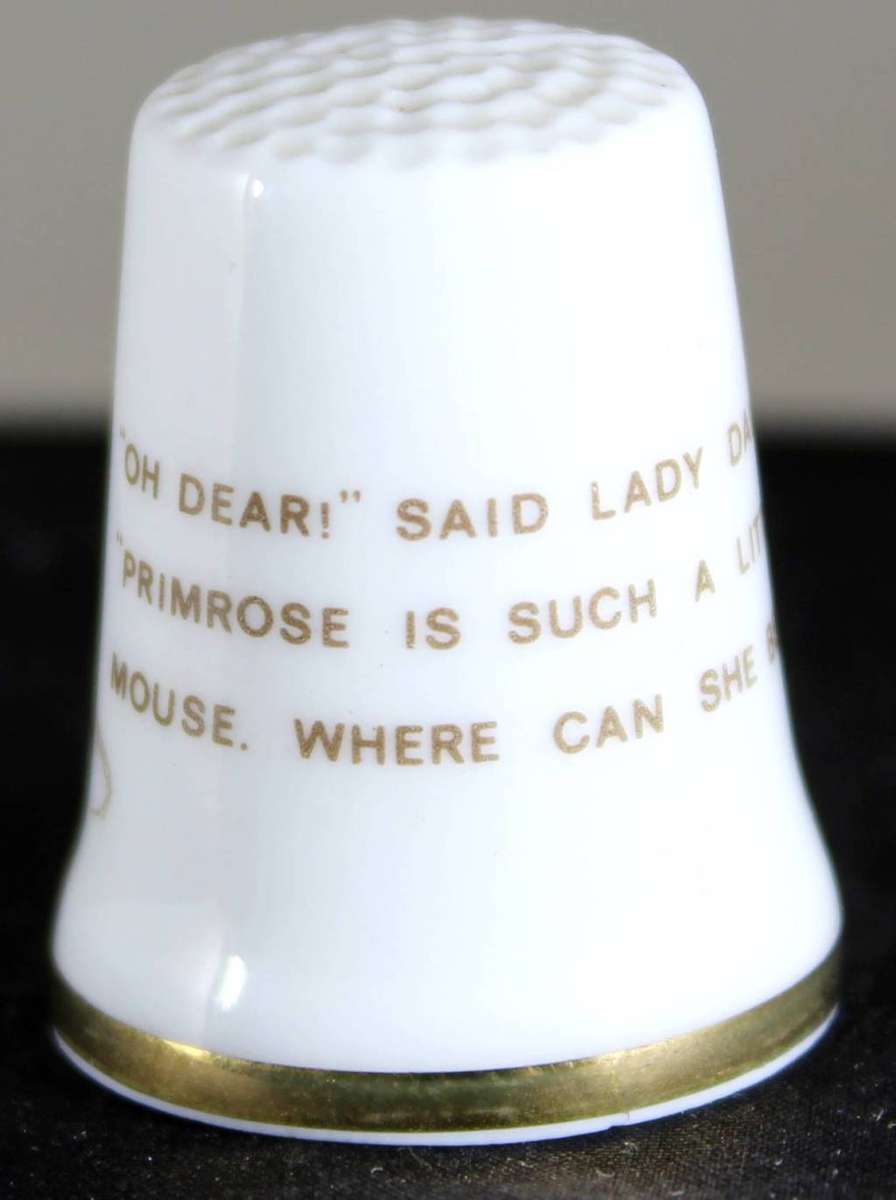 "OH DEAR!" SAID LADY
"PRIMROSE IS SUCH A
MOUSE. WHERE CAN SHE